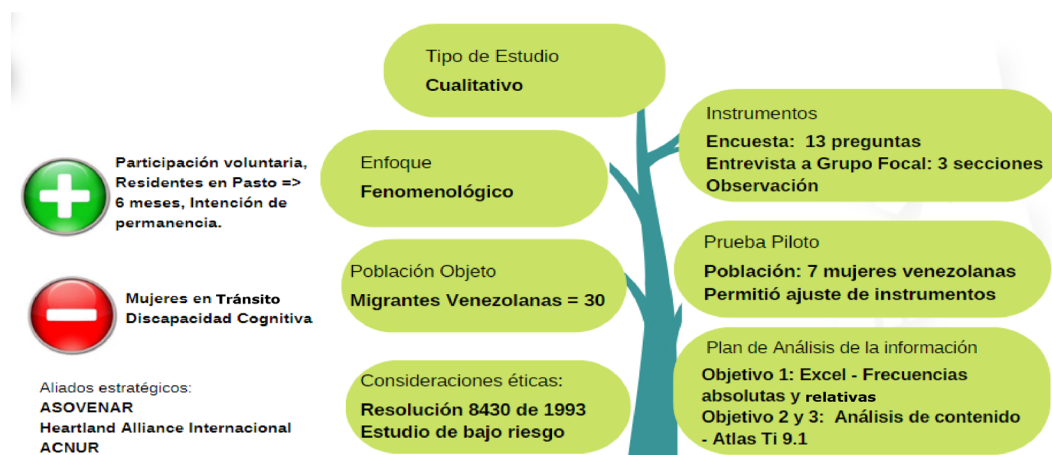 Tipo de Estudio
Cualitativo
Instrumentos
Encuesta: 13 preguntas
Entrevista a Grupo Focal: 3 secciones
Observación
Participación voluntaria,
Residentes en Pasto =>
6 meses, Intención de
permanencia.
Enfoque
Fenomenológico
Prueba Piloto
Población: 7 mujeres venezolanas
Permitió ajuste de instrumentos
Población Objeto
Migrantes Venezolanas = 30
Mujeres en Tránsito
Discapacidad Cognitiva
Plan de Análisis de la información
Objetivo 1: Excel - Frecuencias
absolutas y relativas
Objetivo 2 y 3: Análisis de contenido
- Atlas Ti 9.1
Consideraciones éticas:
Resolución 8430 de 1993
Estudio de bajo riesgo
Aliados estratégicos:
ASOVENAR
Heartland Alliance Internacional
ACNUR